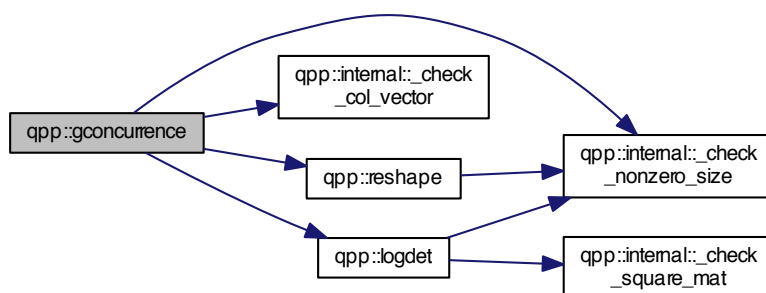 qpp::gconcurrence
qpp::internal::_check
_col_vector
qpp::reshape
qpp::logdet
qpp::internal::_check
_nonzero_size
qpp::internal::_check
_square_mat